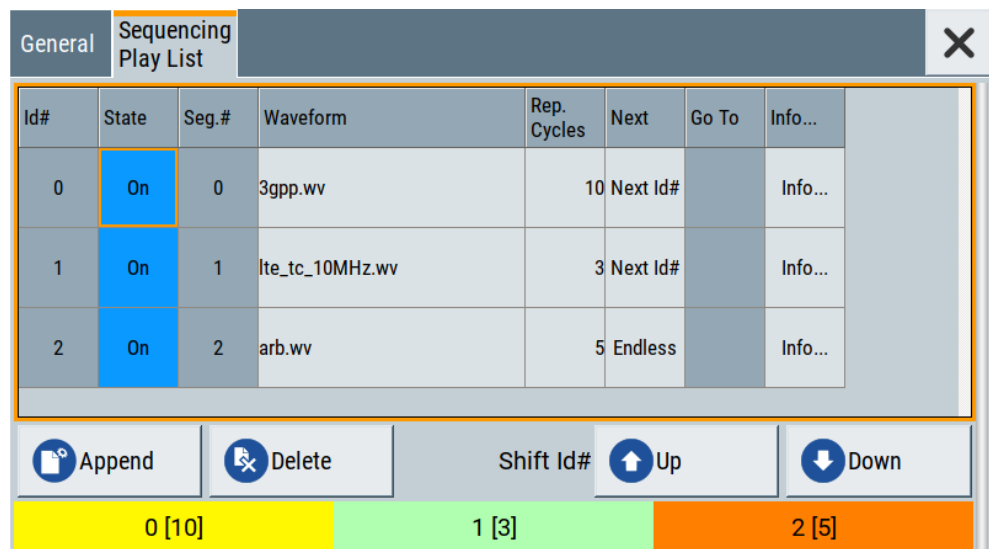 General
Sequencing
Play List
Id# State Seg.# Waveform Rep. Cycles Next Go To Info...
0 On 0 3gpp.wv 10 Next Id# Info...
1 On 1 lte_tc_10MHz.wv 3 Next Id# Info...
2 On 2 arb.wv 5 Endless Info...
Append Delete Shift Id# Up Down
0 [10] 1 [3] 2 [5]